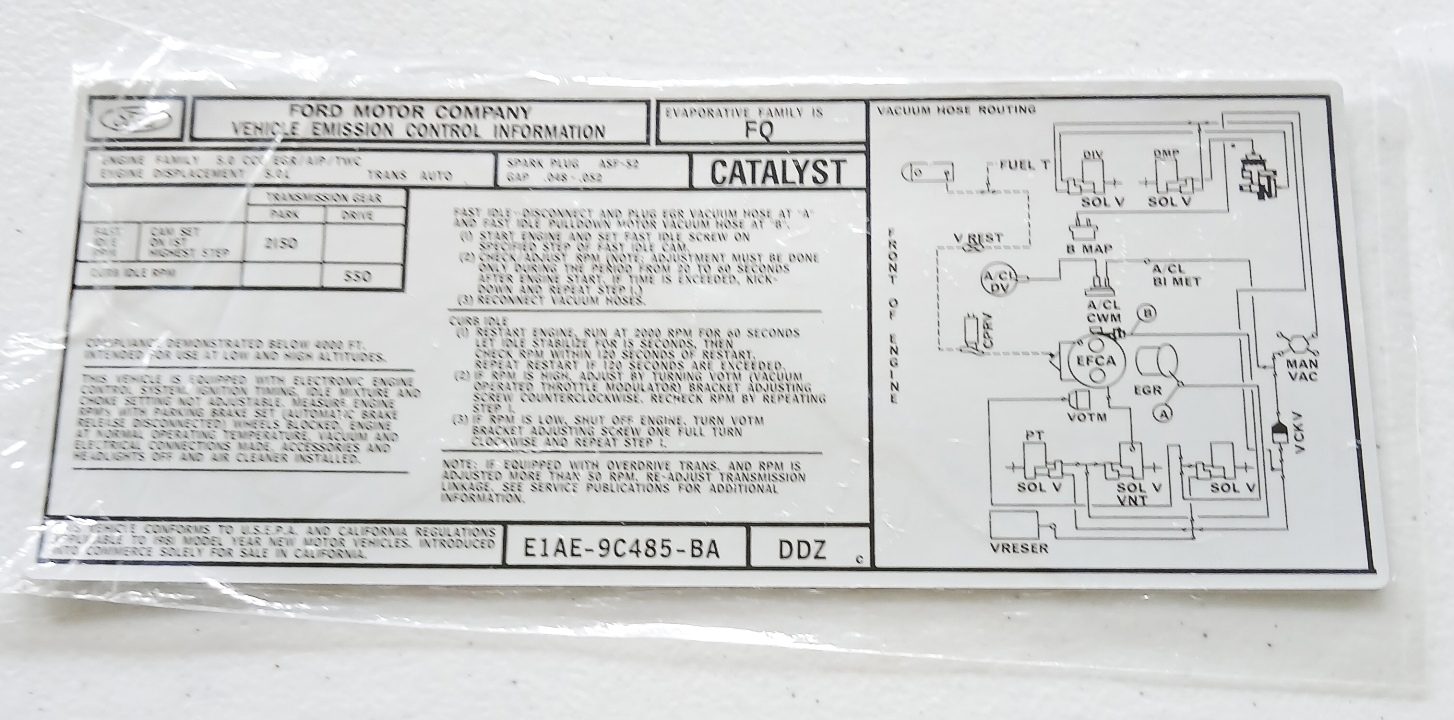 Ford
FORD MOTOR COMPANY
VEHICLE EMISSION CONTROL INFORMATION
EVAPORATIVE FAMILY IS
FQ
ENGINE FAMILY 5.0 EGR/AIP/TWC
ENGINE DISPLACEMENT 5.0L TRANS AUTO
SPARK PLUG ASF-52
GAP .048-.052
CATALYST
TRANSMISSION GEAR
PARK DRIVE
FAST
IDLE
RPM
CAM SET
ON 1ST
HIGHEST STEP
2150
CURB IDLE RPM
550
COMPLIANCE DEMONSTRATED BELOW 4000 FT.
INTENDED FOR USE AT LOW AND HIGH ALTITUDES.
THIS VEHICLE IS EQUIPPED WITH ELECTRONIC ENGINE
CONTROL SYSTEM. IGNITION TIMING, IDLE MIXTURE AND
CHOKE SETTING NOT ADJUSTABLE. MEASURE ENGINE
RPM'S WITH PARKING BRAKE SET (AUTOMATIC BRAKE
RELEASE DISCONNECTED) WHEELS BLOCKED, ENGINE
AT NORMAL OPERATING TEMPERATURE, VACUUM AND
ELECTRICAL CONNECTIONS MADE, ACCESSORIES AND
HEADLIGHTS OFF AND AIR CLEANER INSTALLED.
FAST IDLE-DISCONNECT AND PLUG EGR VACUUM HOSE AT "A"
AND FAST IDLE PULLDOWN MOTOR VACUUM HOSE AT "B".
(1) START ENGINE AND SET FAST IDLE SCREW ON
SPECIFIED STEP OF FAST IDLE CAM.
(2) CHECK/ADJUST RPM (NOTE: ADJUSTMENT MUST BE DONE
ONLY DURING THE PERIOD FROM 20 TO 60 SECONDS
AFTER ENGINE START. IF TIME IS EXCEEDED, KICK-
DOWN AND REPEAT STEP 1.)
(3) RECONNECT VACUUM HOSES.
CURB IDLE
(1) RESTART ENGINE, RUN AT 2000 RPM FOR 60 SECONDS
LET IDLE STABILIZE FOR 15 SECONDS, THEN
CHECK RPM WITHIN 120 SECONDS OF RESTART.
REPEAT RESTART IF 120 SECONDS ARE EXCEEDED.
(2) IF RPM IS HIGH, ADJUST BY TURNING VOTM (VACUUM
OPERATED THROTTLE MODULATOR) BRACKET ADJUSTING
SCREW COUNTERCLOCKWISE. RECHECK RPM BY REPEATING
STEP 1.
(3) IF RPM IS LOW, SHUT OFF ENGINE, TURN VOTM
BRACKET ADJUSTING SCREW ONE FULL TURN
CLOCKWISE AND REPEAT STEP 1.
NOTE: IF EQUIPPED WITH OVERDRIVE TRANS. AND RPM IS
ADJUSTED MORE THAN 50 RPM, RE-ADJUST TRANSMISSION
LINKAGE. SEE SERVICE PUBLICATIONS FOR ADDITIONAL
INFORMATION.
THIS VEHICLE CONFORMS TO U.S.E.P.A. AND CALIFORNIA REGULATIONS
APPLICABLE TO 1981 MODEL YEAR NEW MOTOR VEHICLES, INTRODUCED
INTO COMMERCE SOLELY FOR SALE IN CALIFORNIA.
E1AE-9C485-BA
DDZ
C
VACUUM HOSE ROUTING
FRONT OF ENGINE
FUEL T
DIV
SOL V
DMP
SOL V
V REST
B MAP
A/CL
DV
A/CL
BI MET
A/CL
CWM
B
CPRV
EFCA
EGR
MAN
VAC
VOTM
A
VCKV
PT
SOL V
SOL V
VNT
SOL V
VRESER